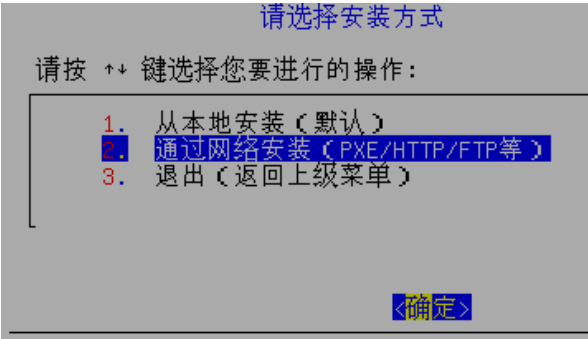 请选择安装方式
请按 ↑↓ 键选择您要进行的操作:
1. 从本地安装(默认)
2. 通过网络安装(PXE/HTTP/FTP等)
3. 退出(返回上级菜单)
<确定>